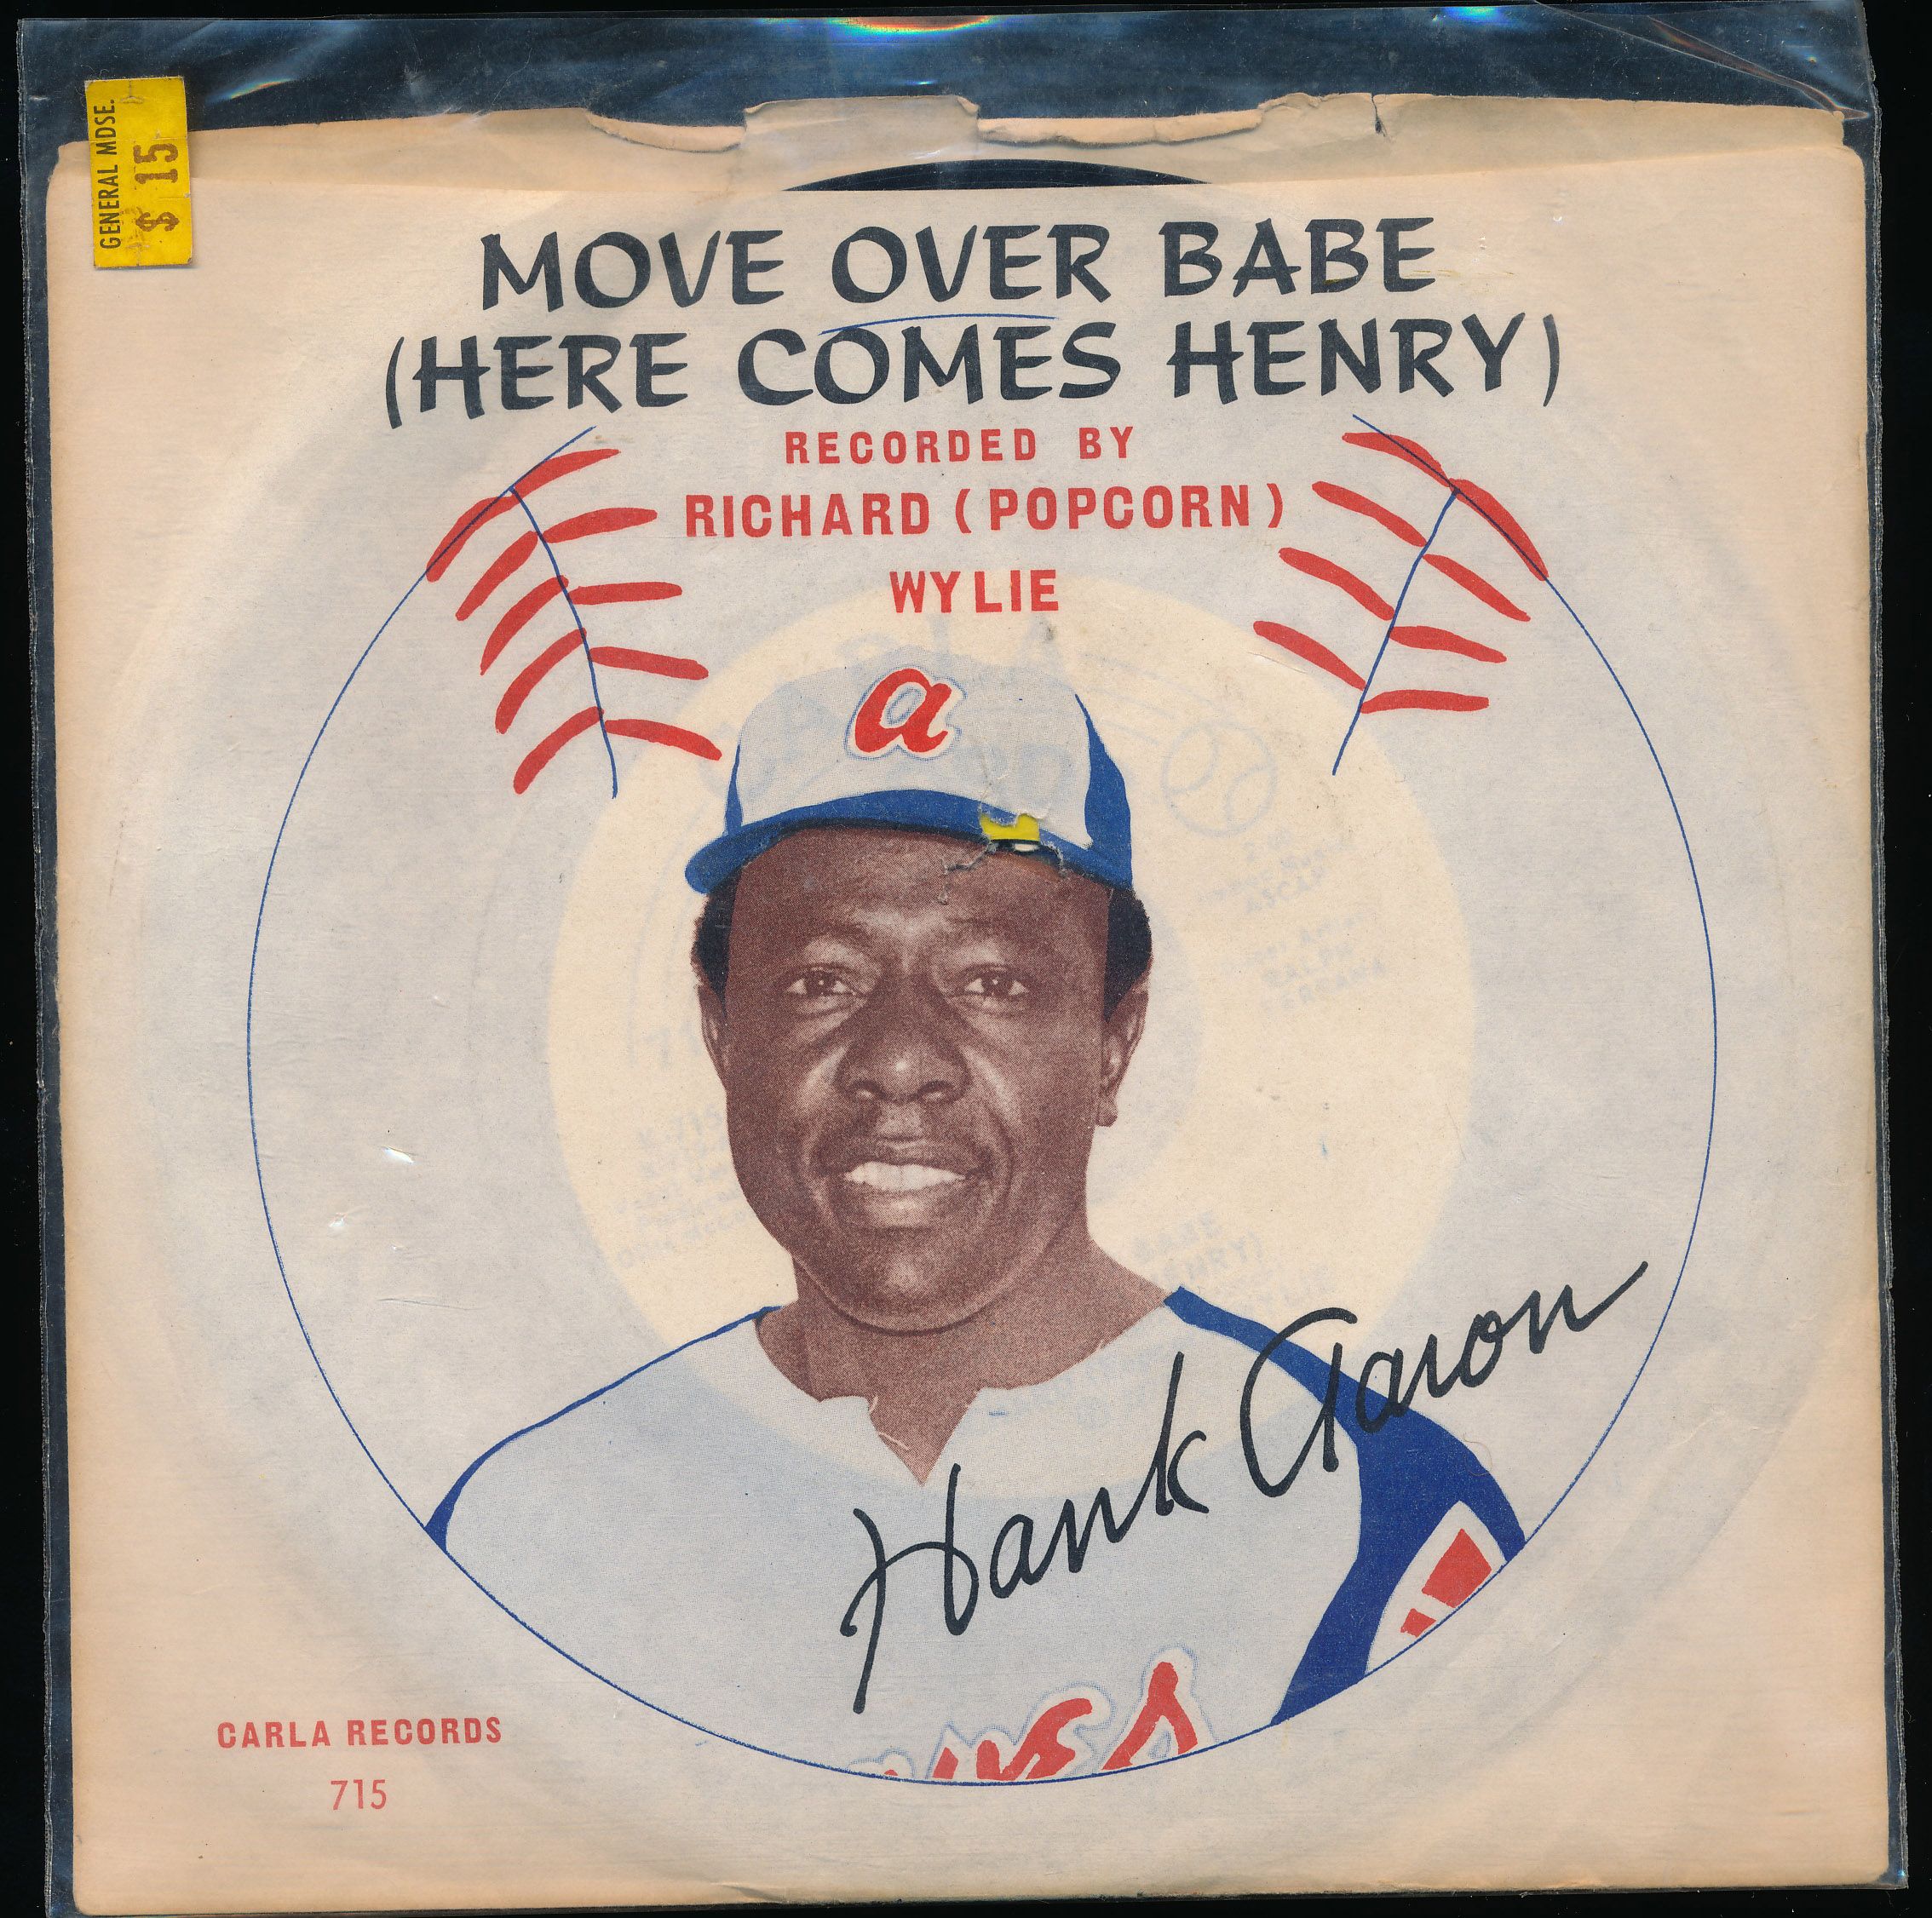 GENERAL MDSE.
$ 15
MOVE OVER BABE
(HERE COMES HENRY)
RECORDED BY
RICHARD (POPCORN)
WYLIE
a
Hank Aaron
CARLA RECORDS
715